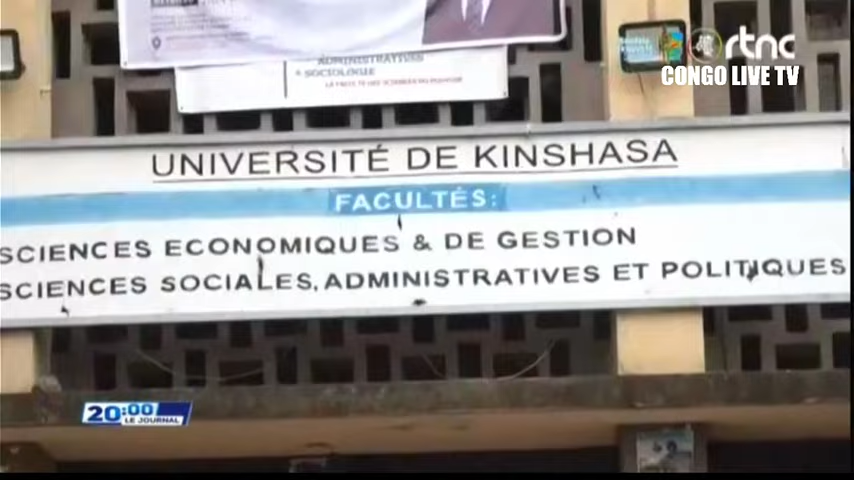 rtnc
CONGO LIVE TV
ADMINISTRATIVES
SOCIOLOGIE
UNIVERSITÉ DE KINSHASA
FACULTÉS:
SCIENCES ECONOMIQUES & DE GESTION
SCIENCES SOCIALES, ADMINISTRATIVES ET POLITIQUES
20:00
LE JOURNAL